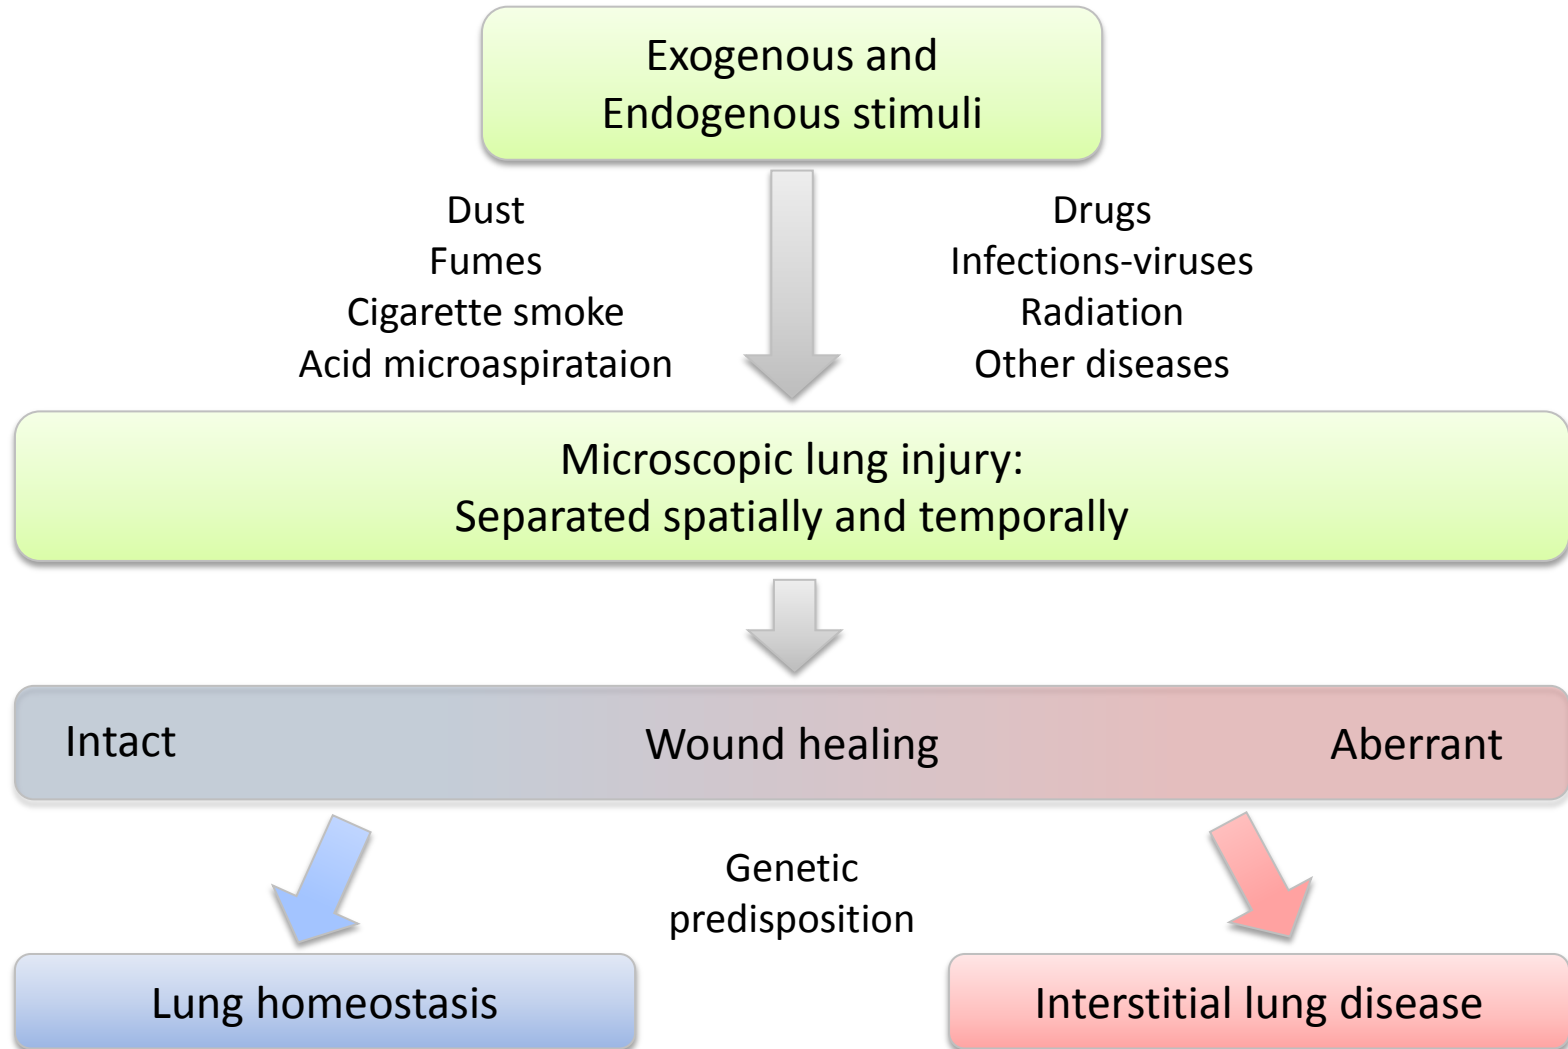 Exogenous and
Endogenous stimuli
Dust
Fumes
Cigarette smoke
Acid microaspirataion
Drugs
Infections-viruses
Radiation
Other diseases
Microscopic lung injury:
Separated spatially and temporally
Intact
Wound healing
Aberrant
Genetic
predisposition
Lung homeostasis
Interstitial lung disease